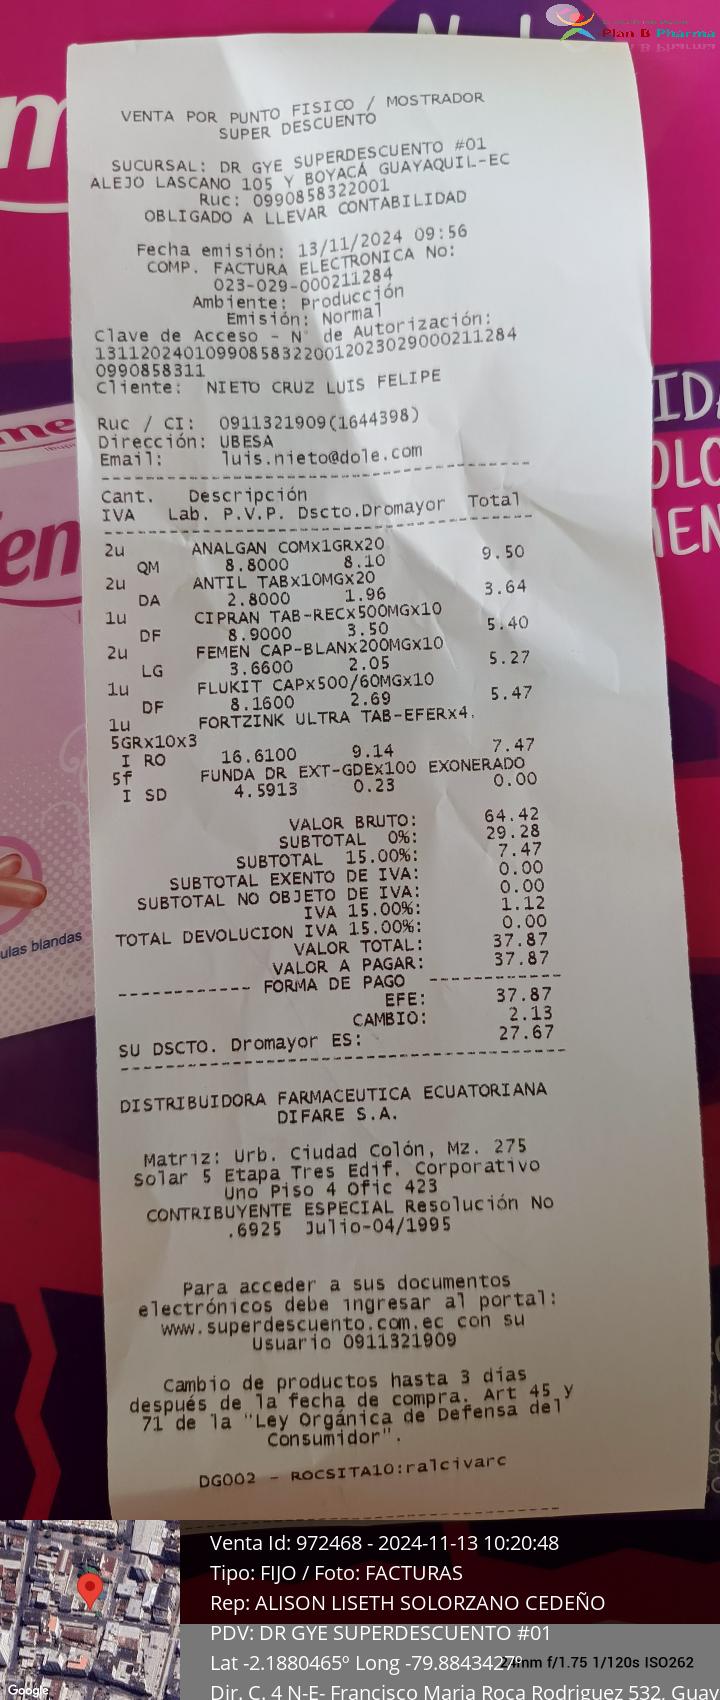 Plan B Pharma
VENTA POR PUNTO FISICO / MOSTRADOR
SUPER DESCUENTO
SUCURSAL: DR GYE SUPERDESCUENTO #01
ALEJO LASCANO 105 Y BOYACÁ GUAYAQUIL-EC
Ruc: 0990858322001
OBLIGADO A LLEVAR CONTABILIDAD
Fecha emisión: 13/11/2024 09:56
COMP. FACTURA ELECTRONICA No:
023-029-000211284
Ambiente: Producción
Emisión: Normal
Clave de Acceso - N° de Autorización:
131120240109908583220012023029000211284
0990858311
Cliente: NIETO CRUZ LUIS FELIPE
Ruc / CI: 0911321909(1644398)
Dirección: UBESA
Email: luis.nieto@dole.com
Cant. Descripción
IVA Lab. P.V.P. Dscto.Dromayor Total
2u ANALGAN COMx1GRx20
QM 8.8000 8.10 9.50
2u ANTIL TABx10MGx20
DA 2.8000 1.96 3.64
1u CIPRAN TAB-RECx500MGx10
DF 8.9000 3.50 5.40
2u FEMEN CAP-BLANx200MGx10
LG 3.6600 2.05 5.27
1u FLUKIT CAPx500/60MGx10
DF 8.1600 2.69 5.47
1u FORTZINK ULTRA TAB-EFERx4.
5GRx10x3
I RO 16.6100 9.14 7.47
5f FUNDA DR EXT-GDEx100 EXONERADO
I SD 4.5913 0.23 0.00
VALOR BRUTO: 64.42
SUBTOTAL 0%: 29.28
SUBTOTAL 15.00%: 7.47
SUBTOTAL EXENTO DE IVA: 0.00
SUBTOTAL NO OBJETO DE IVA: 0.00
IVA 15.00%: 1.12
TOTAL DEVOLUCION IVA 15.00%: 0.00
VALOR TOTAL: 37.87
VALOR A PAGAR: 37.87
------------ FORMA DE PAGO ------------
EFE: 37.87
CAMBIO: 2.13
SU DSCTO. Dromayor ES: 27.67
DISTRIBUIDORA FARMACEUTICA ECUATORIANA
DIFARE S.A.
Matriz: Urb. Ciudad Colón, Mz. 275
Solar 5 Etapa Tres Edif. Corporativo
Uno Piso 4 Ofic 423
CONTRIBUYENTE ESPECIAL Resolución No
.6925 Julio-04/1995
Para acceder a sus documentos
electrónicos debe ingresar al portal:
www.superdescuento.com.ec con su
Usuario 0911321909
Cambio de productos hasta 3 días
después de la fecha de compra. Art 45 y
71 de la "Ley Orgánica de Defensa del
Consumidor".
DG002 - ROCSITA10:ralcivarc
ulas blandas
Venta Id: 972468 - 2024-11-13 10:20:48
Tipo: FIJO / Foto: FACTURAS
Rep: ALISON LISETH SOLORZANO CEDEÑO
PDV: DR GYE SUPERDESCUENTO #01
Lat -2.1880465º Long -79.8843427
24mm f/1.75 1/120s ISO262
Dir. C. 4 N-E- Francisco Maria Roca Rodriguez 532, Guay
Google